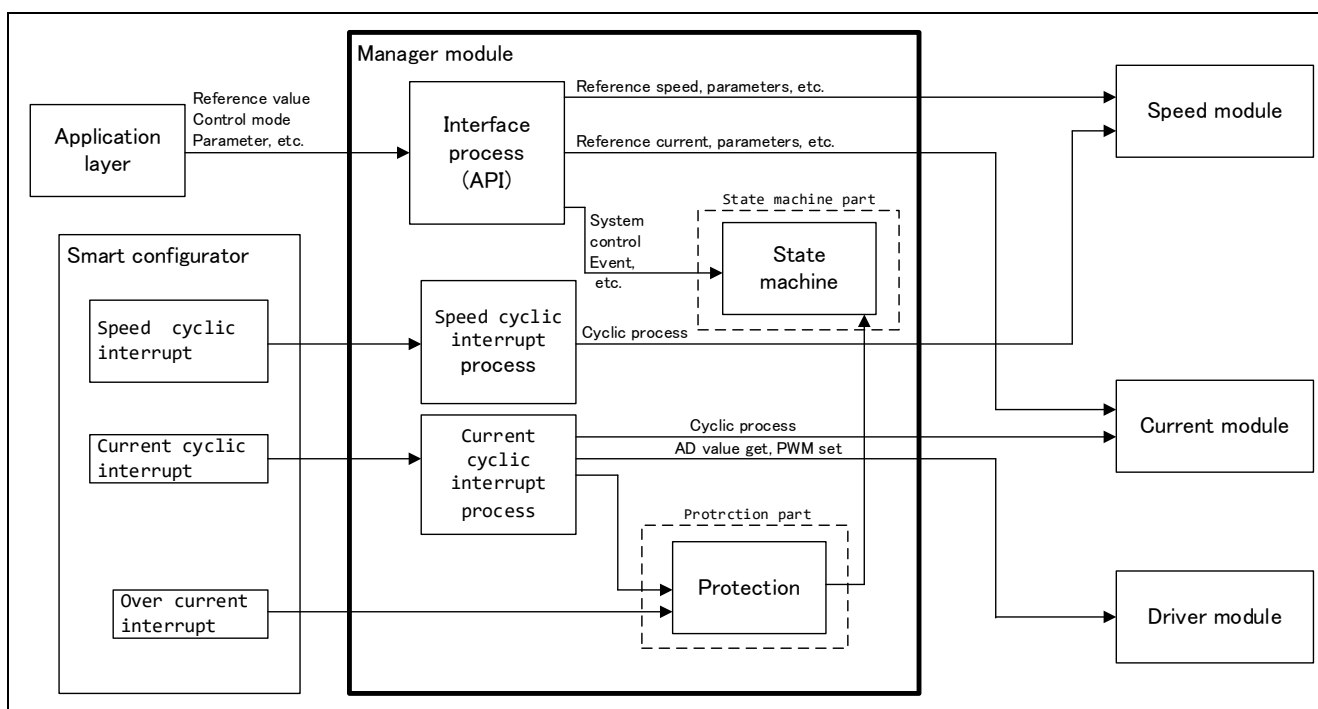 Manager module
Reference value
Control mode
Parameter, etc.
Application
layer
Interface
process
(API)
Reference speed, parameters, etc.
Reference current, parameters, etc.
Speed module
System
control
Event,
etc.
State machine part
State
machine
Smart configurator
Speed cyclic
interrupt
Speed cyclic
interrupt
process
Cyclic process
Current cyclic
interrupt
Current
cyclic
interrupt
process
Cyclic process
AD value get, PWM set
Current module
Protrction part
Protection
Over current
interrupt
Driver module